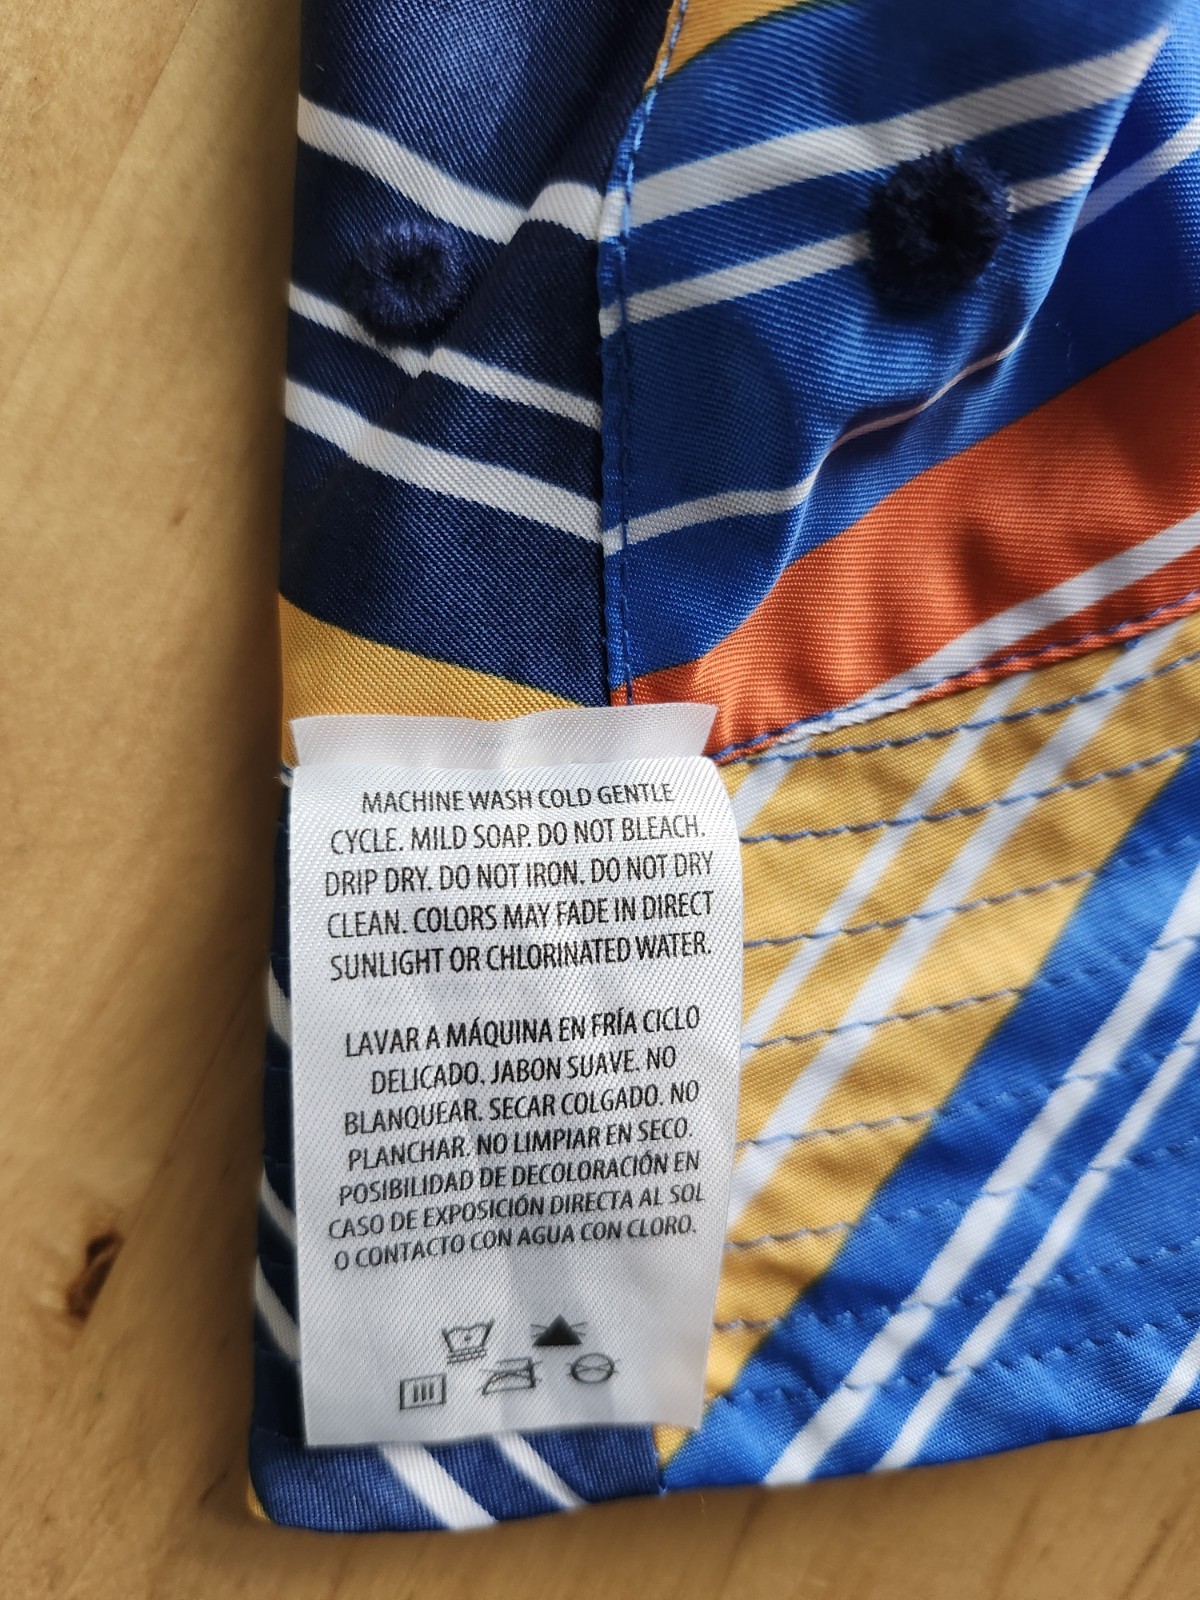 MACHINE WASH COLD GENTLE
CYCLE. MILD SOAP. DO NOT BLEACH.
DRIP DRY. DO NOT IRON. DO NOT DRY
CLEAN. COLORS MAY FADE IN DIRECT
SUNLIGHT OR CHLORINATED WATER.
LAVAR A MÁQUINA EN FRÍA CICLO
DELICADO. JABON SUAVE. NO
BLANQUEAR. SECAR COLGADO. NO
PLANCHAR. NO LIMPIAR EN SECO.
POSIBILIDAD DE DECOLORACIÓN EN
CASO DE EXPOSICIÓN DIRECTA AL SOL
O CONTACTO CON AGUA CON CLORO.